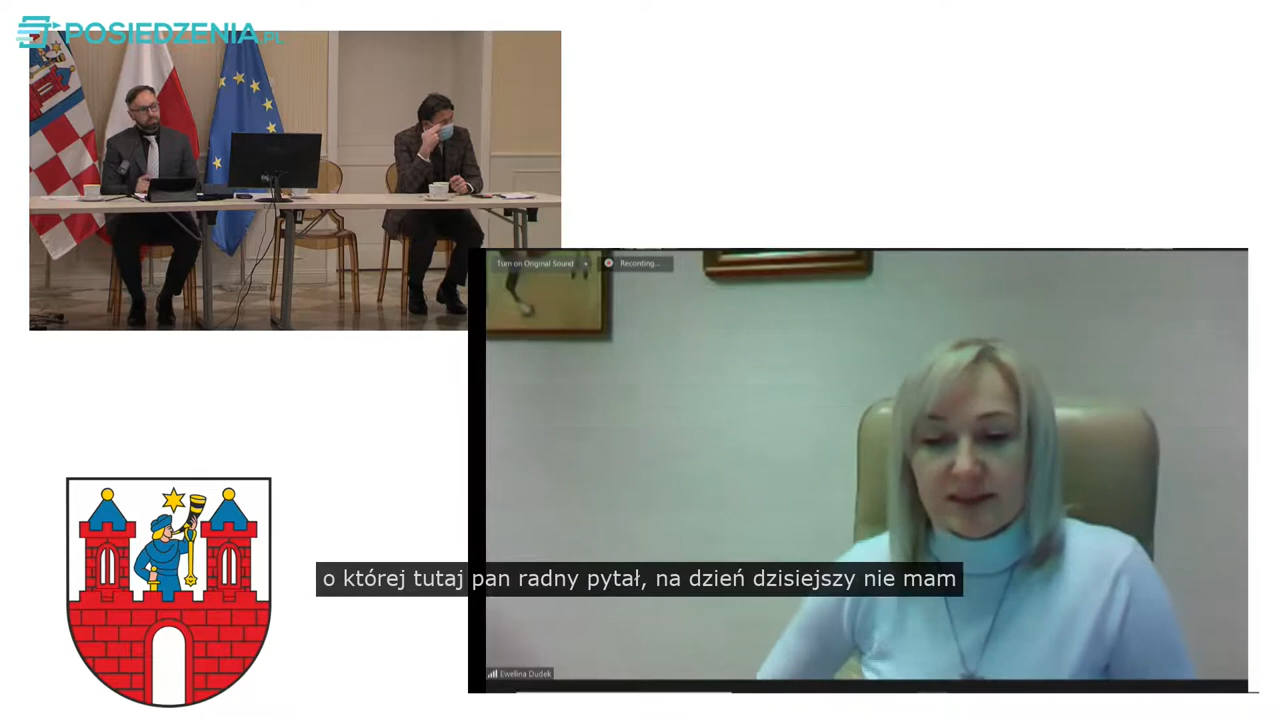 POSIEDZENIA.PL
Turn on Original Sound
Recording...
o której tutaj pan radny pytał, na dzień dzisiejszy nie mam
Ewelina Dudek